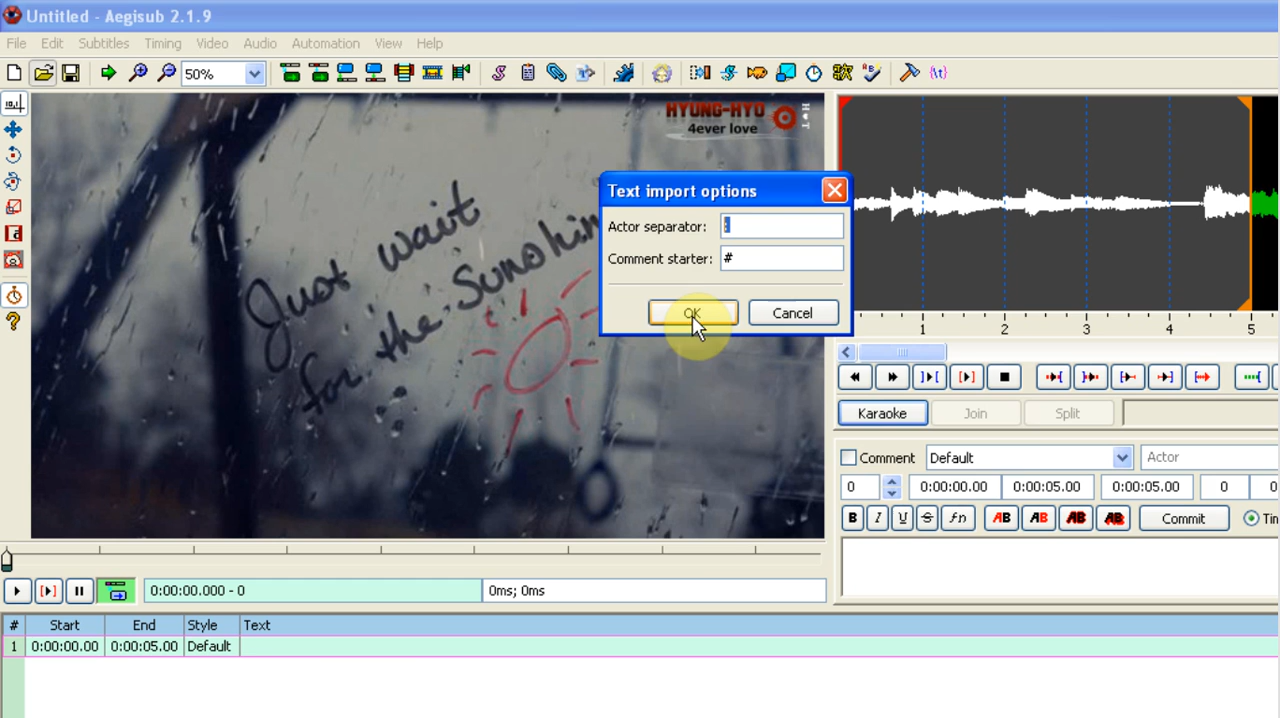 Untitled - Aegisub 2.1.9
File Edit Subtitles Timing Video Audio Automation View Help
50%
HYUNG-HYO
4ever love
H♥T
Just wait
for the Sunshin
Text import options
Actor separator: :
Comment starter: #
OK Cancel
1 2 3 4 5
Karaoke Join Split
Comment Default Actor
0 0:00:00.00 0:00:05.00 0:00:05.00 0 0
B I U S fn AB AB AB AB Commit Tin
0:00:00.000 - 0 0ms; 0ms
# Start End Style Text
1 0:00:00.00 0:00:05.00 Default